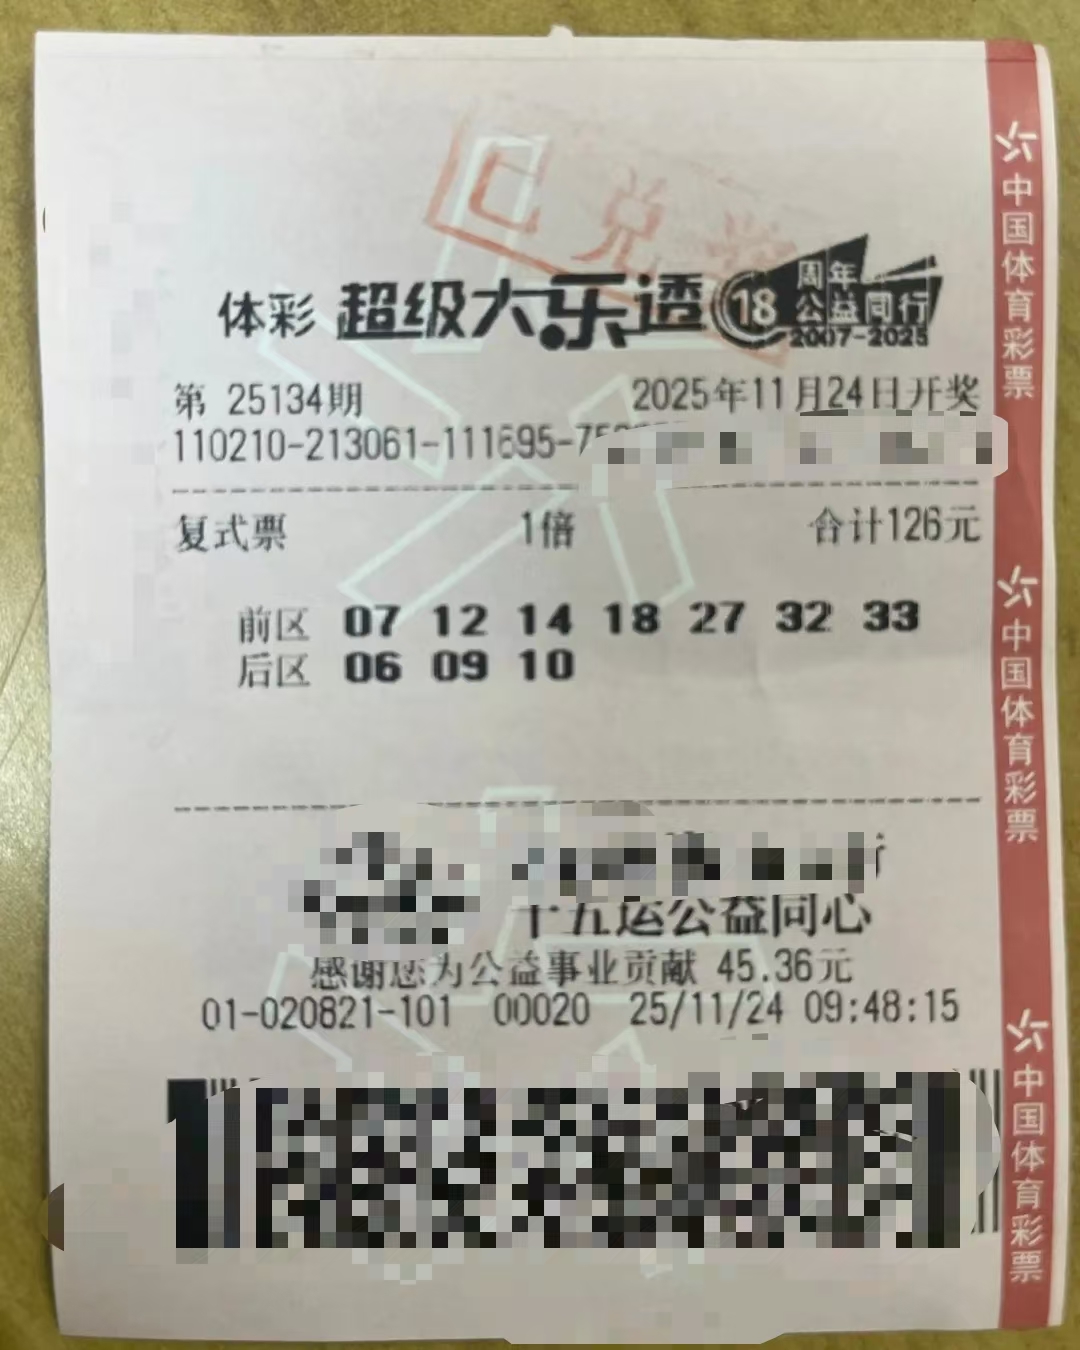 已兑奖
体彩 超级大乐透 18 周年 公益同行 2007-2025
第 25134期 2025年11月24日开奖
110210-213061-111695-75
复式票 1倍 合计126元
前区 07 12 14 18 27 32 33
后区 06 09 10
十五运公益同心
感谢您为公益事业贡献 45.36元
01-020821-101 00020 25/11/24 09:48:15
中国体育彩票
中国体育彩票
中国体育彩票